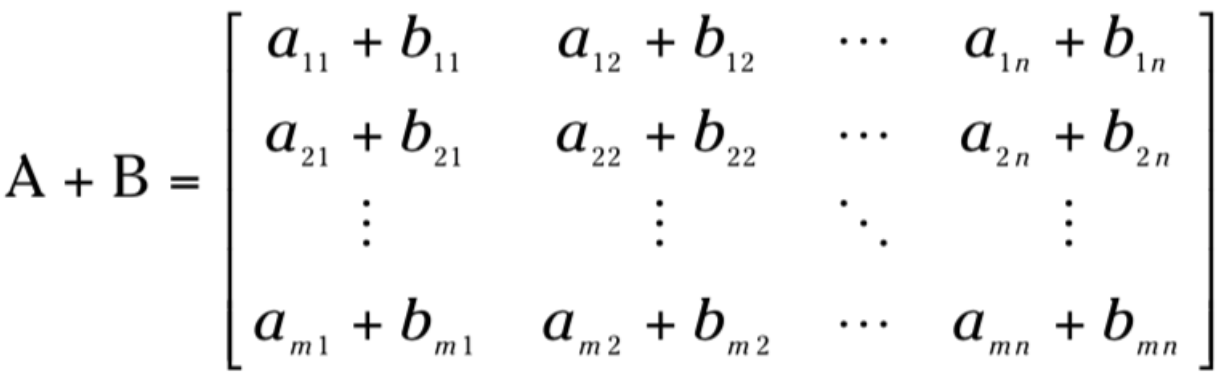 a₁₁ + b₁₁ a₁₂ + b₁₂ ⋯ a₁ₙ + b₁ₙ
a₂₁ + b₂₁ a₂₂ + b₂₂ ⋯ a₂ₙ + b₂ₙ
A + B =
⋮ ⋮ ⋱ ⋮
aₘ₁ + bₘ₁ aₘ₂ + bₘ₂ ⋯ aₘₙ + bₘₙ